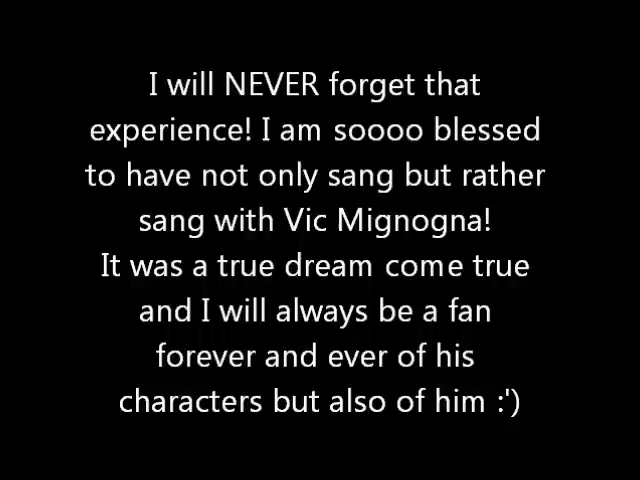 I will NEVER forget that
experience! I am soooo blessed
to have not only sang but rather
sang with Vic Mignogna!
It was a true dream come true
and I will always be a fan
forever and ever of his
characters but also of him :')